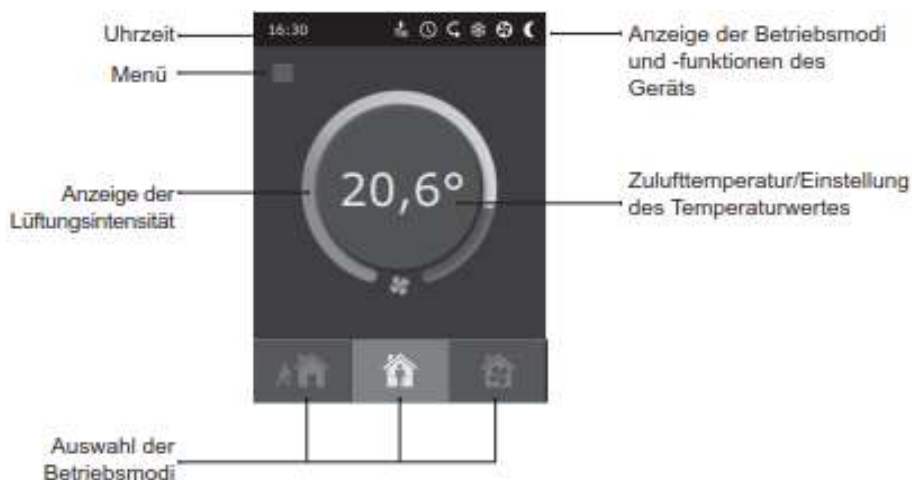 Uhrzeit
16:30
Menü
Anzeige der Betriebsmodi
und -funktionen des
Geräts
20,6°
Anzeige der
Lüftungsintensität
Zulufttemperatur/Einstellung
des Temperaturwertes
Auswahl der
Betriebsmodi